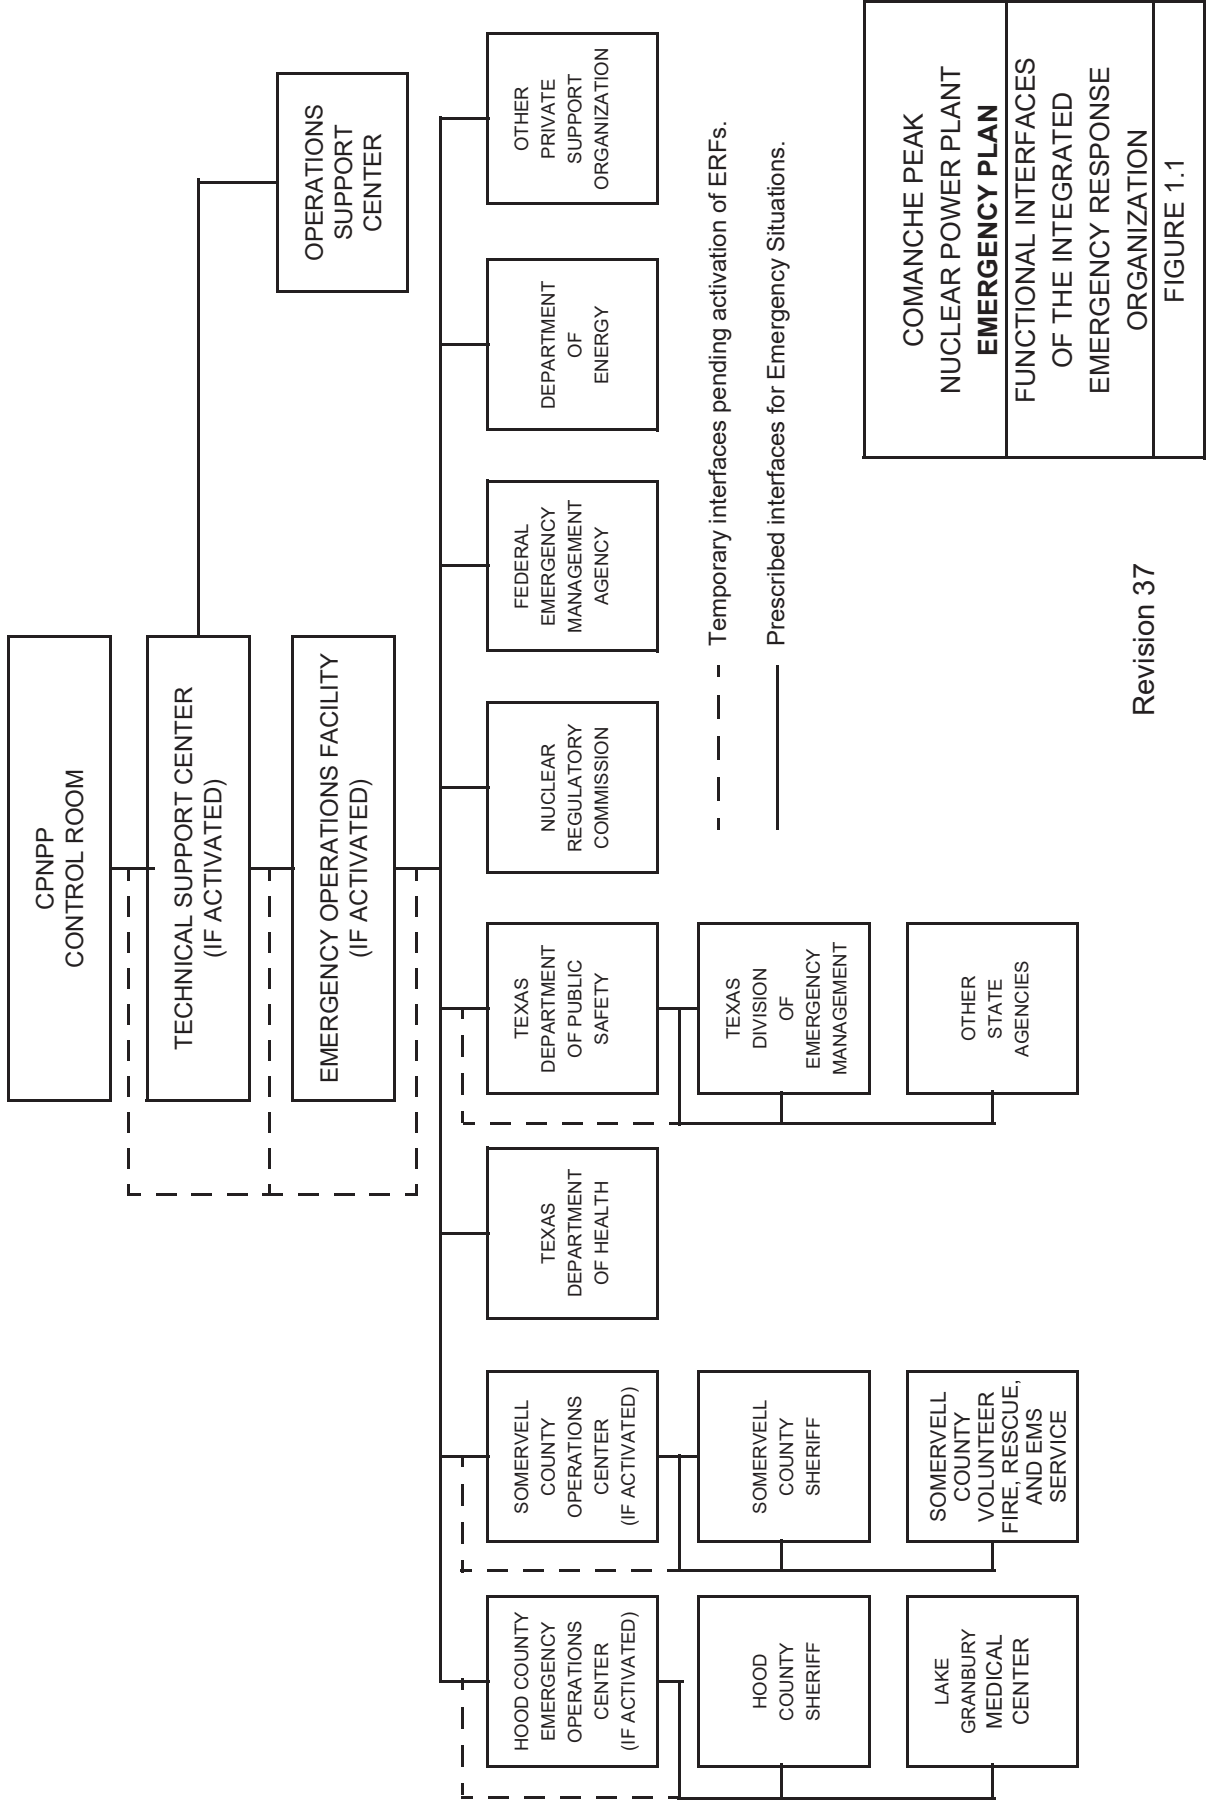 CPNPP
CONTROL ROOM
TECHNICAL SUPPORT CENTER
(IF ACTIVATED)
OPERATIONS
SUPPORT
CENTER
EMERGENCY OPERATIONS FACILITY
(IF ACTIVATED)
HOOD COUNTY
EMERGENCY
OPERATIONS
CENTER
(IF ACTIVATED)
SOMERVELL
COUNTY
OPERATIONS
CENTER
(IF ACTIVATED)
TEXAS
DEPARTMENT
OF HEALTH
TEXAS
DEPARTMENT
OF PUBLIC
SAFETY
NUCLEAR
REGULATORY
COMMISSION
FEDERAL
EMERGENCY
MANAGEMENT
AGENCY
DEPARTMENT
OF
ENERGY
OTHER
PRIVATE
SUPPORT
ORGANIZATION
HOOD
COUNTY
SHERIFF
SOMERVELL
COUNTY
SHERIFF
TEXAS
DIVISION
OF
EMERGENCY
MANAGEMENT
LAKE
GRANBURY
MEDICAL
CENTER
SOMERVELL
COUNTY
VOLUNTEER
FIRE, RESCUE,
AND EMS
SERVICE
OTHER
STATE
AGENCIES
Temporary interfaces pending activation of ERFs.
Prescribed interfaces for Emergency Situations.
COMANCHE PEAK
NUCLEAR POWER PLANT
EMERGENCY PLAN
FUNCTIONAL INTERFACES
OF THE INTEGRATED
EMERGENCY RESPONSE
ORGANIZATION
FIGURE 1.1
Revision 37